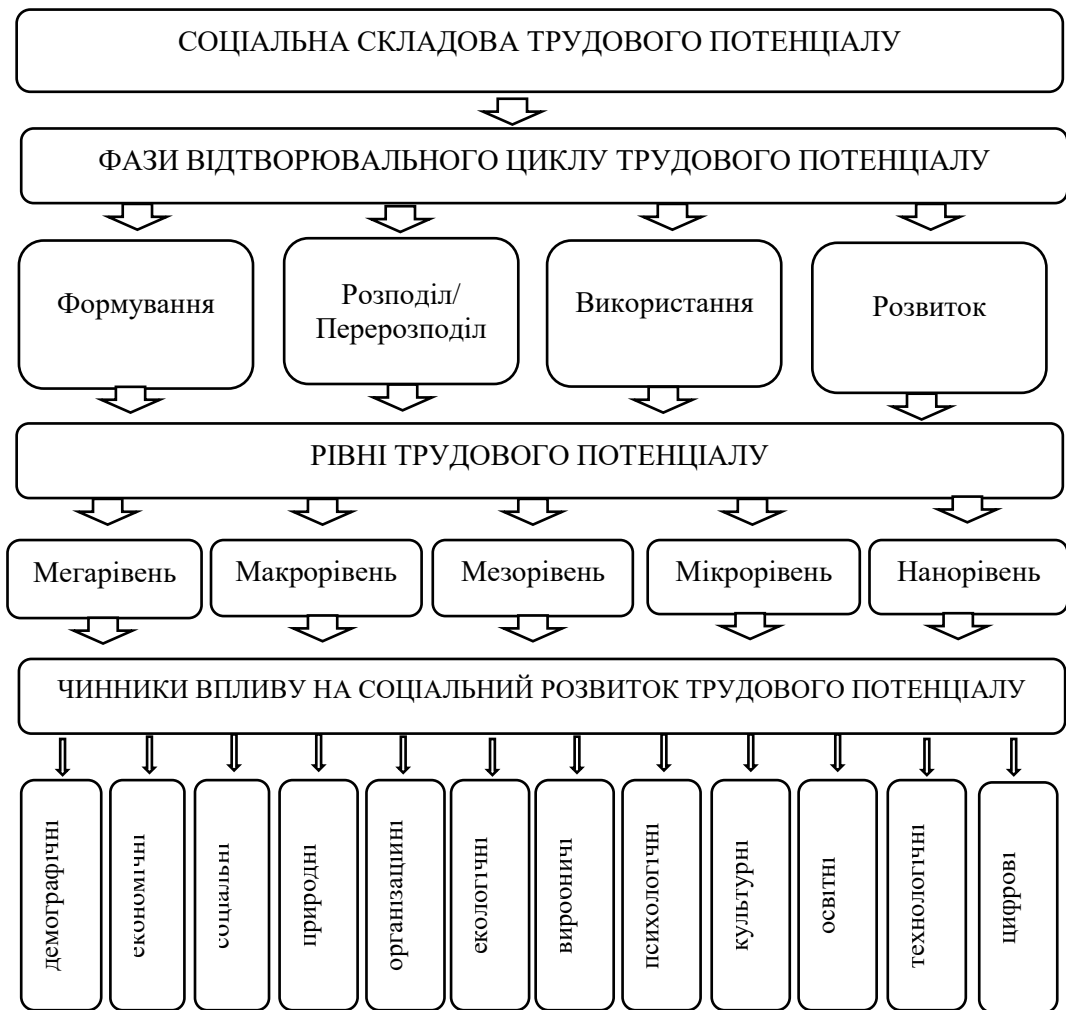 СОЦІАЛЬНА СКЛАДОВА ТРУДОВОГО ПОТЕНЦІАЛУ
ФАЗИ ВІДТВОРЮВАЛЬНОГО ЦИКЛУ ТРУДОВОГО ПОТЕНЦІАЛУ
Формування
Розподіл/
Перерозподіл
Використання
Розвиток
РІВНІ ТРУДОВОГО ПОТЕНЦІАЛУ
Мегарівень
Макрорівень
Мезорівень
Мікрорівень
Нанорівень
ЧИННИКИ ВПЛИВУ НА СОЦІАЛЬНИЙ РОЗВИТОК ТРУДОВОГО ПОТЕНЦІАЛУ
демографічні
економічні
соціальні
природні
організаційні
екологічні
виробничі
психологічні
культурні
освітні
технологічні
цифрові